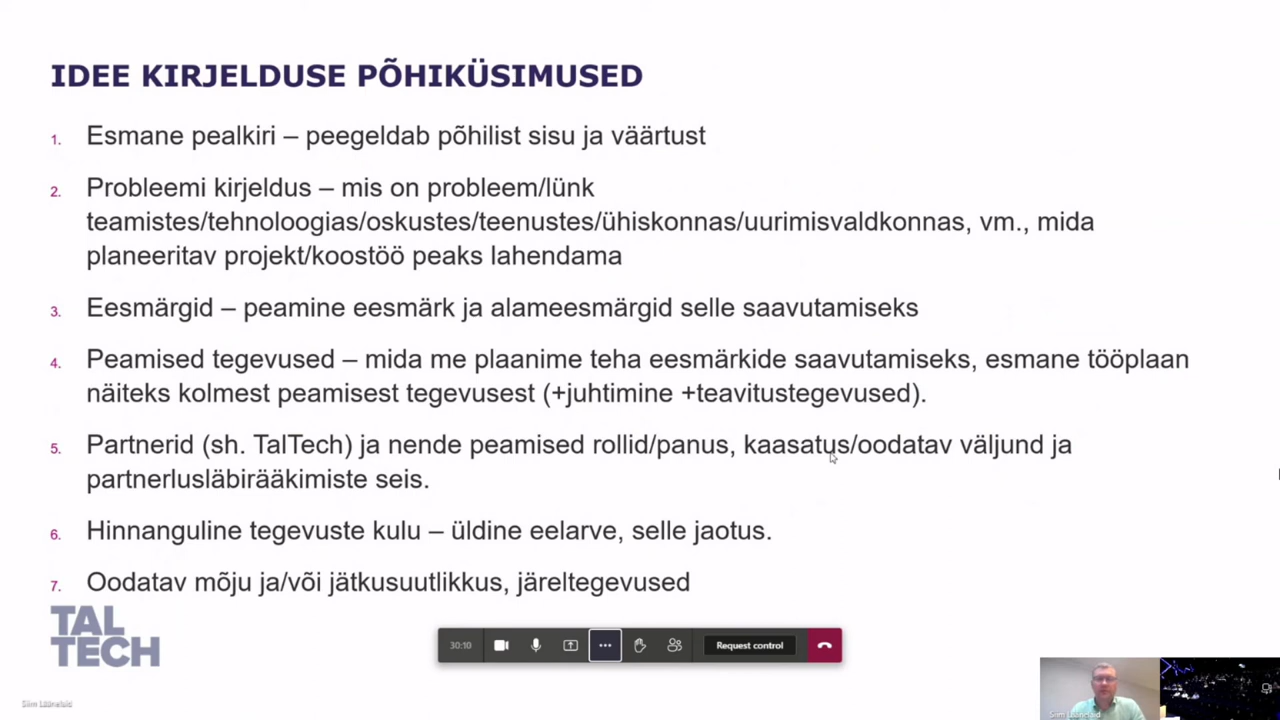 IDEE KIRJELDUSE PÕHIKÜSIMUSED
1. Esmane pealkiri – peegeldab põhilist sisu ja väärtust
2. Probleemi kirjeldus – mis on probleem/lünk
teamistes/tehnoloogias/oskustes/teenustes/ühiskonnas/uurimisvaldkonnas, vm., mida
planeeritav projekt/koostöö peaks lahendama
3. Eesmärgid – peamine eesmärk ja alameesmärgid selle saavutamiseks
4. Peamised tegevused – mida me plaanime teha eesmärkide saavutamiseks, esmane tööplaan
näiteks kolmest peamisest tegevusest (+juhtimine +teavitustegevused).
5. Partnerid (sh. TalTech) ja nende peamised rollid/panus, kaasatus/oodatav väljund ja
partnerlusläbirääkimiste seis.
6. Hinnanguline tegevuste kulu – üldine eelarve, selle jaotus.
7. Oodatav mõju ja/või jätkusuutlikkus, järeltegevused
TAL
TECH
30:10
Request control
Siim Läänelaid
Siim Läänelaid